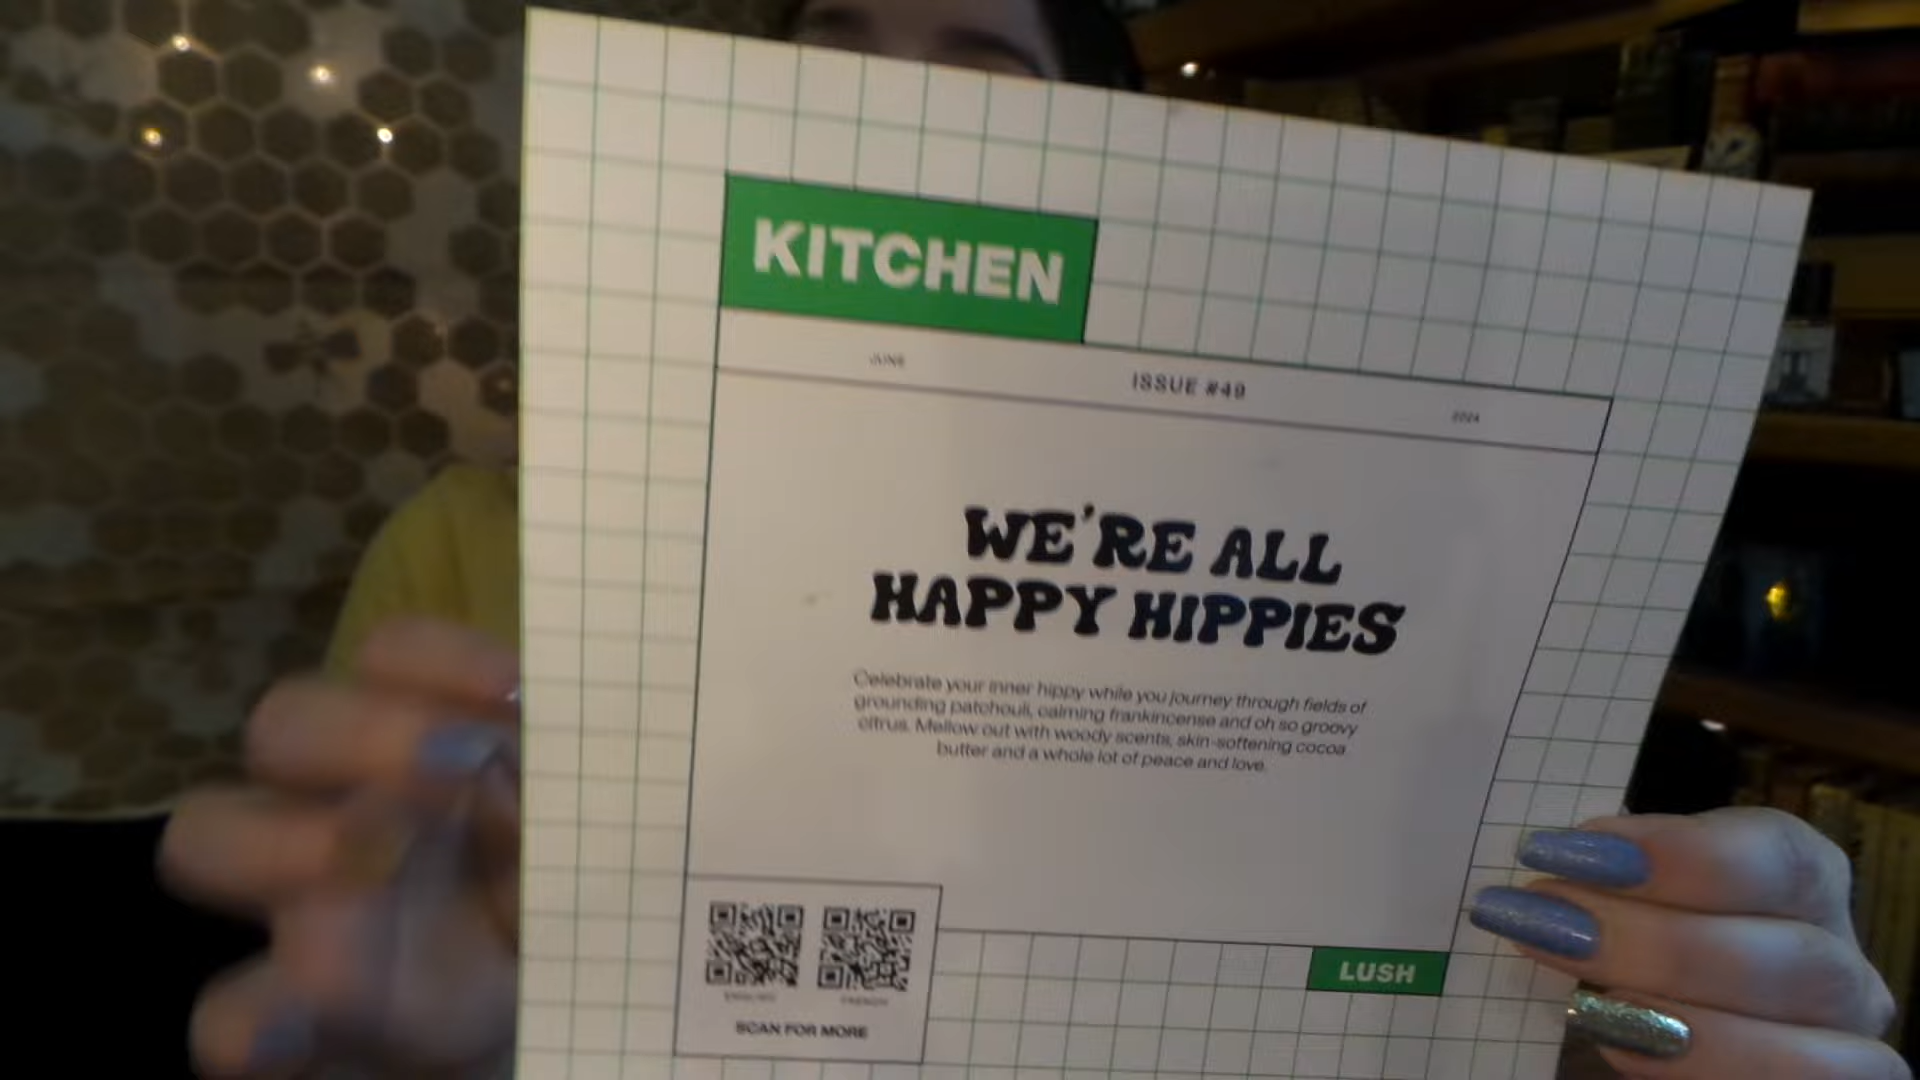 KITCHEN
JUNE
ISSUE #49
2024
WE'RE ALL
HAPPY HIPPIES
Celebrate your inner hippy while you journey through fields of
grounding patchouli, calming frankincense and oh so groovy
citrus. Mellow out with woody scents, skin-softening cocoa
butter and a whole lot of peace and love.
ENGLISH
FRENCH
SCAN FOR MORE
LUSH